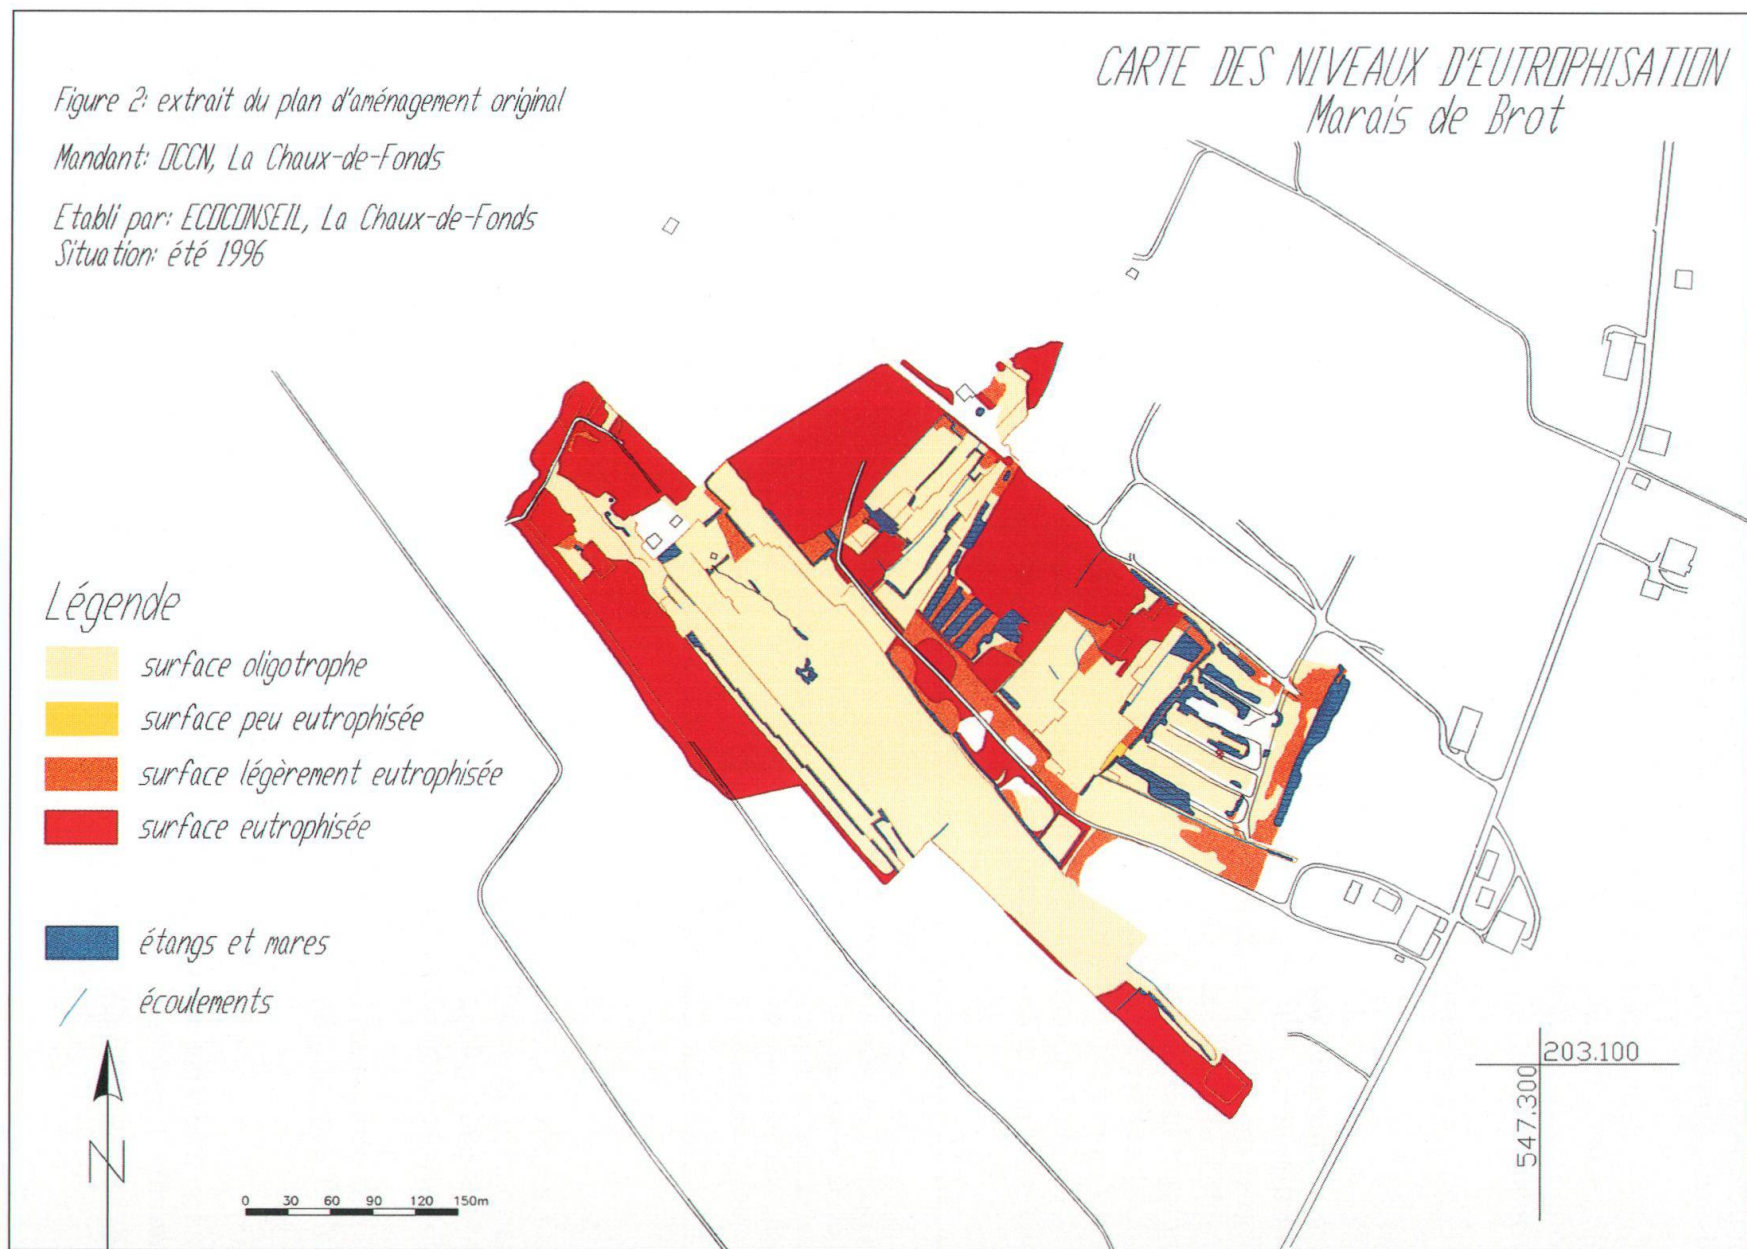 CARTE DES NIVEAUX D'EUTROPHISATION
Marais de Brot
Figure 2: extrait du plan d'aménagement original
Mandant: OCCN, La Chaux-de-Fonds
Etabli par: ECOCONSEIL, La Chaux-de-Fonds
Situation: été 1996
Légende
surface oligotrophe
surface peu eutrophisée
surface légèrement eutrophisée
surface eutrophisée
étangs et mares
écoulements
N
0 30 60 90 120 150m
203.100
547.300